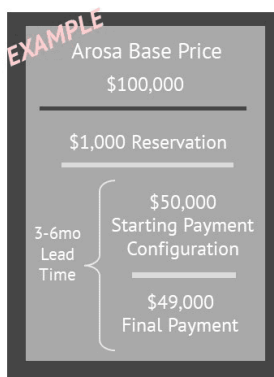 EXAMPLE
Arosa Base Price
$100,000
$1,000 Reservation
3-6mo
Lead
Time
$50,000
Starting Payment
Configuration
$49,000
Final Payment